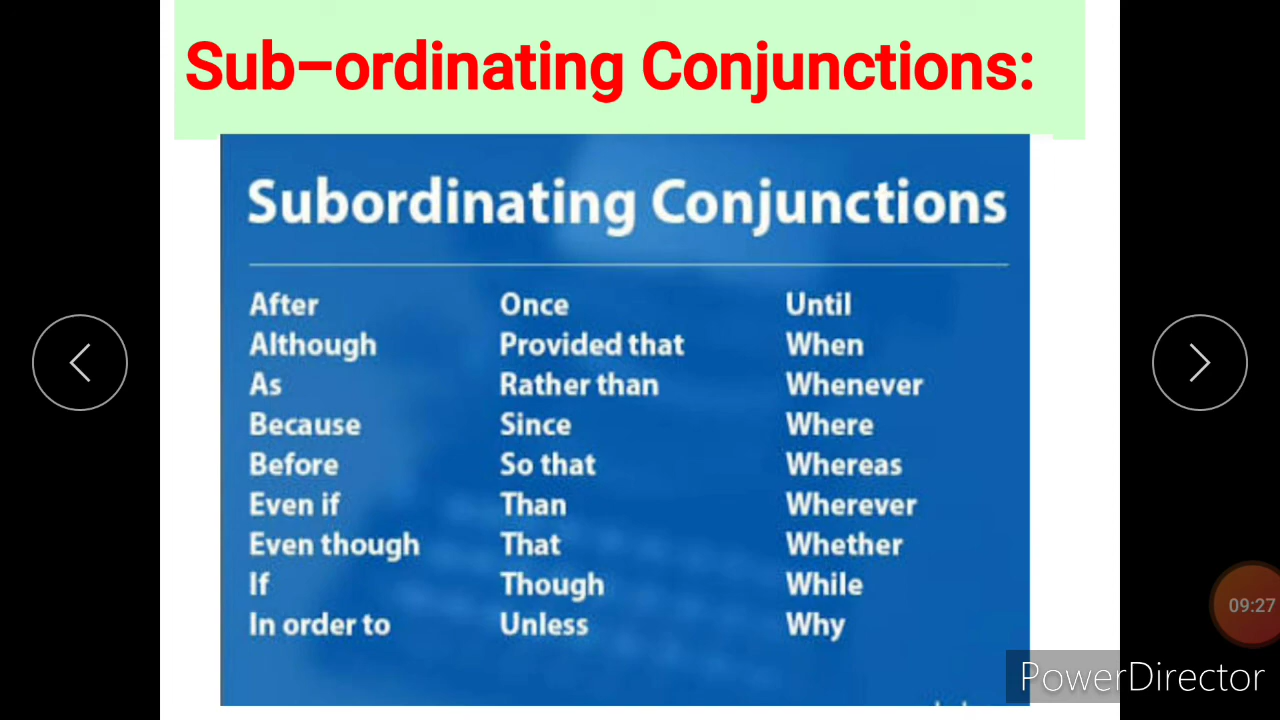 Sub–ordinating Conjunctions:
Subordinating Conjunctions
After
Although
As
Because
Before
Even if
Even though
If
In order to
Once
Provided that
Rather than
Since
So that
Than
That
Though
Unless
Until
When
Whenever
Where
Whereas
Wherever
Whether
While
Why
09:27
PowerDirector